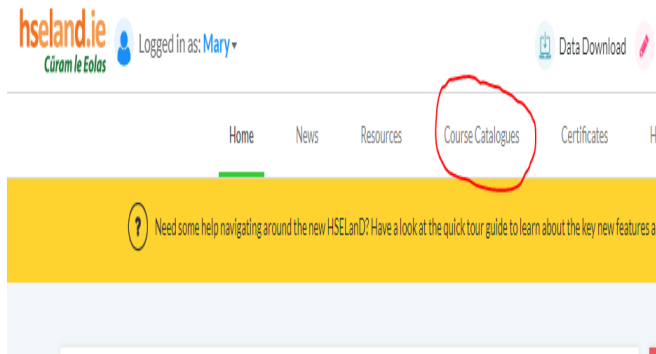 hseland.ie
Cúram le Eolas
Logged in as: Mary
Data Download
Home News Resources Course Catalogues Certificates H
? Need some help navigating around the new HSELanD? Have a look at the quick tour guide to learn about the key new features a